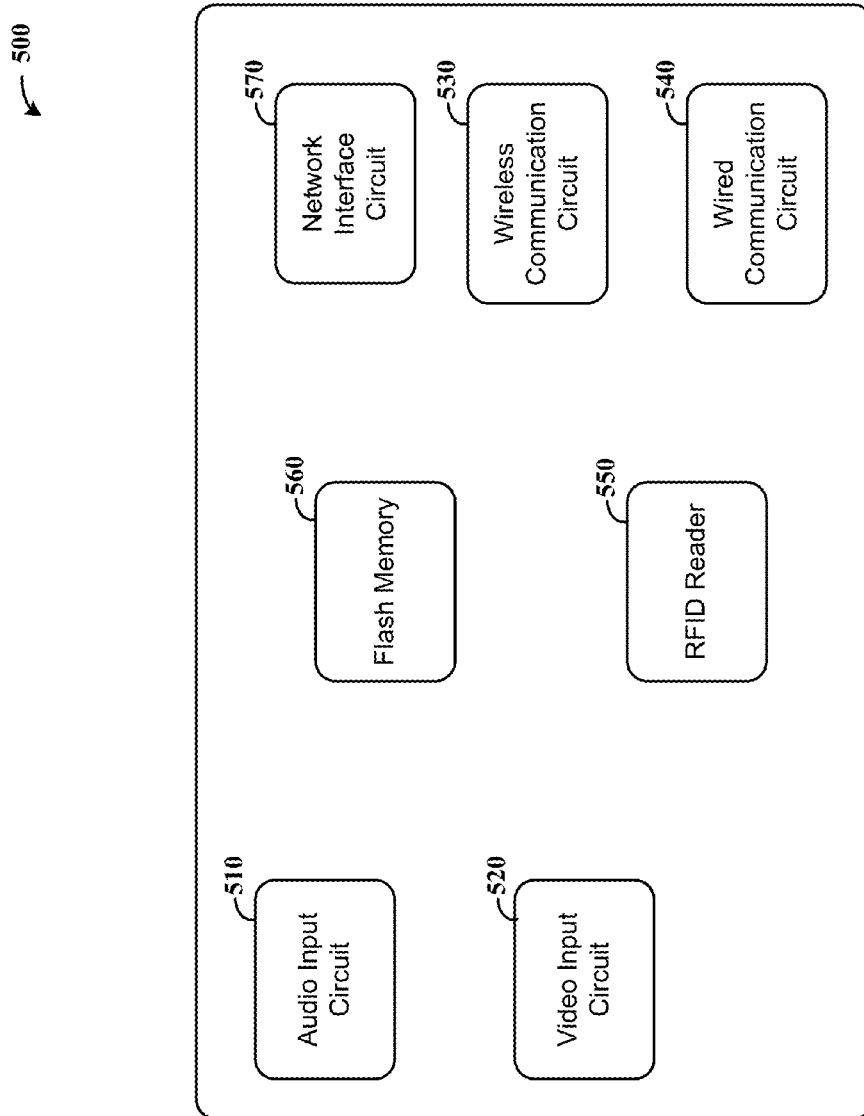 500
510
Audio Input
Circuit
560
Flash Memory
570
Network
Interface
Circuit
530
Wireless
Communication
Circuit
520
Video Input
Circuit
550
RFID Reader
540
Wired
Communication
Circuit